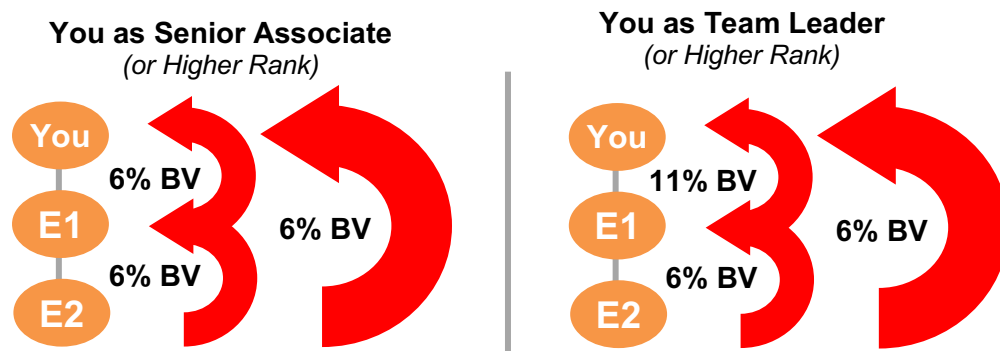 You as Senior Associate
(or Higher Rank)
You
6% BV
E1
6% BV
6% BV
E2
You as Team Leader
(or Higher Rank)
You
11% BV
E1
6% BV
6% BV
E2